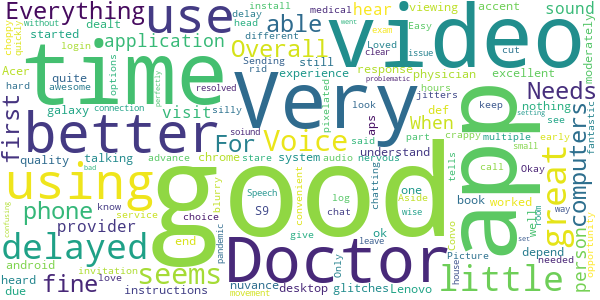 Everything
use
video
install
delay
head
medical
different
accent
viewing
Easy
hear
sound
choppy
quickly
application
dealt
started
login
able
without
went
exam
issue
Overall
Sending
rid
still
Loved
clear
cut
hours
moderately
Acer
quite
options
awesome
hard
time
Very
response
physician
excellent
experience
resolved
silly
connection
perfectly
galaxy
visit
def
When
Needs
first
better
For
pixelated
jitters
look
keep
nothing
problematic
setting
quality
talking
bad
advance
chrome
stare
system
audio
nervous
said
aps
part
crappy
multiple
see
early
fantastic
Voice
understand
tells
small
using
good
app
great
computers
phone
know
service
blurry
soiund
Speech
convenient
log
chatting
one
Aside
wise
call
Okay
book
worked
way
opportunity
provider
choice
S9
chat
ok
Convo
well
room
person
delayed
end
give
pandemic
leave
house
set
depend
needed
android
love
Doctor
little
heard
due
invitation
confusing
fine
seems
instructions
movement
nuvance
desktop
Only
glitches
Lenovo
Picture